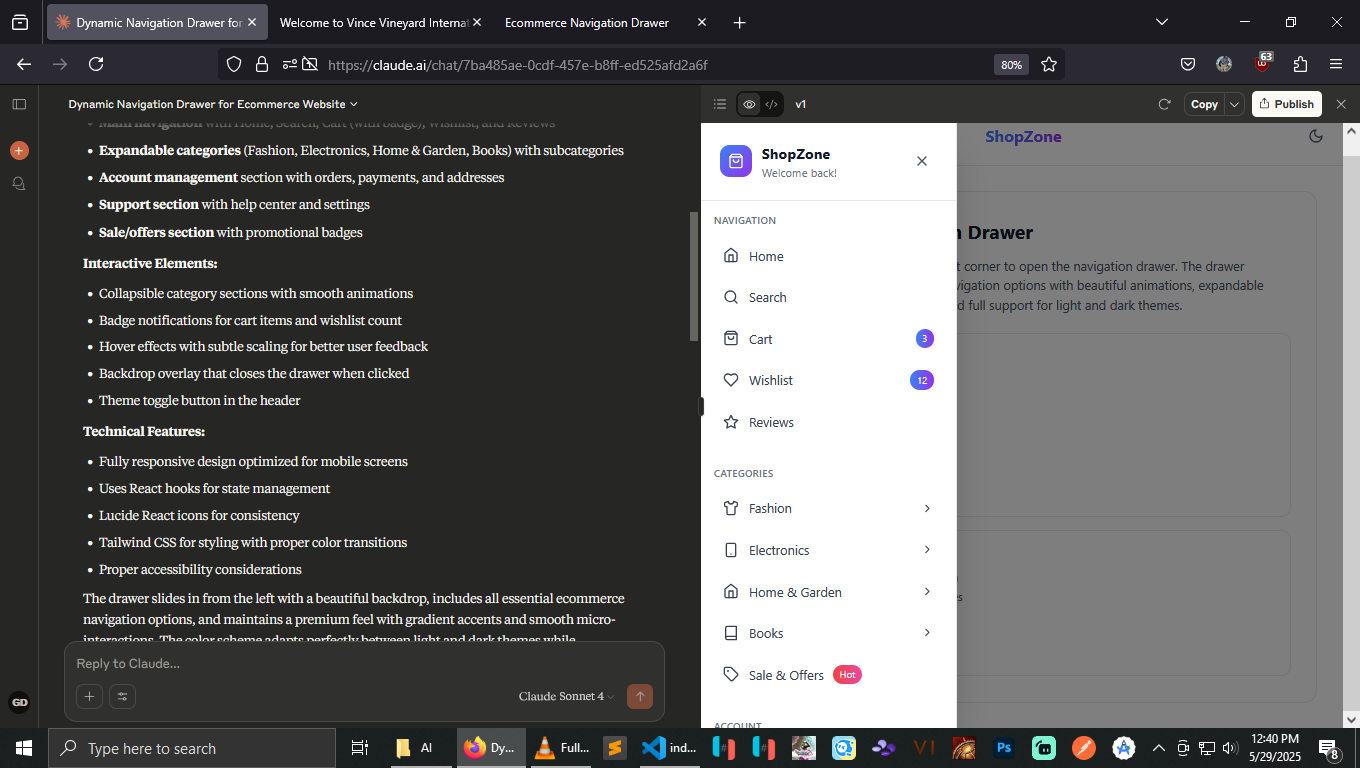 Dynamic Navigation Drawer for
Welcome to Vince Vineyard Internat
Ecommerce Navigation Drawer
https://claude.ai/chat/7ba485ae-0cdf-457e-b8ff-ed525afd2a6f
80%
63
Dynamic Navigation Drawer for Ecommerce Website
v1
Copy
Publish
Main navigation with Home, Search, Cart (with badge), Wishlist, and Reviews
• Expandable categories (Fashion, Electronics, Home & Garden, Books) with subcategories
• Account management section with orders, payments, and addresses
• Support section with help center and settings
• Sale/offers section with promotional badges
Interactive Elements:
• Collapsible category sections with smooth animations
• Badge notifications for cart items and wishlist count
• Hover effects with subtle scaling for better user feedback
• Backdrop overlay that closes the drawer when clicked
• Theme toggle button in the header
Technical Features:
• Fully responsive design optimized for mobile screens
• Uses React hooks for state management
• Lucide React icons for consistency
• Tailwind CSS for styling with proper color transitions
• Proper accessibility considerations
The drawer slides in from the left with a beautiful backdrop, includes all essential ecommerce
navigation options, and maintains a premium feel with gradient accents and smooth micro-
interactions. The color scheme adapts perfectly between light and dark themes while
Reply to Claude...
Claude Sonnet 4
GD
ShopZone
Welcome back!
NAVIGATION
Home
Search
Cart
3
Wishlist
12
Reviews
CATEGORIES
Fashion
Electronics
Home & Garden
Books
Sale & Offers
Hot
ACCOUNT
ShopZone
n Drawer
t corner to open the navigation drawer. The drawer
vigation options with beautiful animations, expandable
d full support for light and dark themes.
es
Type here to search
AI
Dy...
Full...
ind...
V1
Ps
12:40 PM
5/29/2025
8